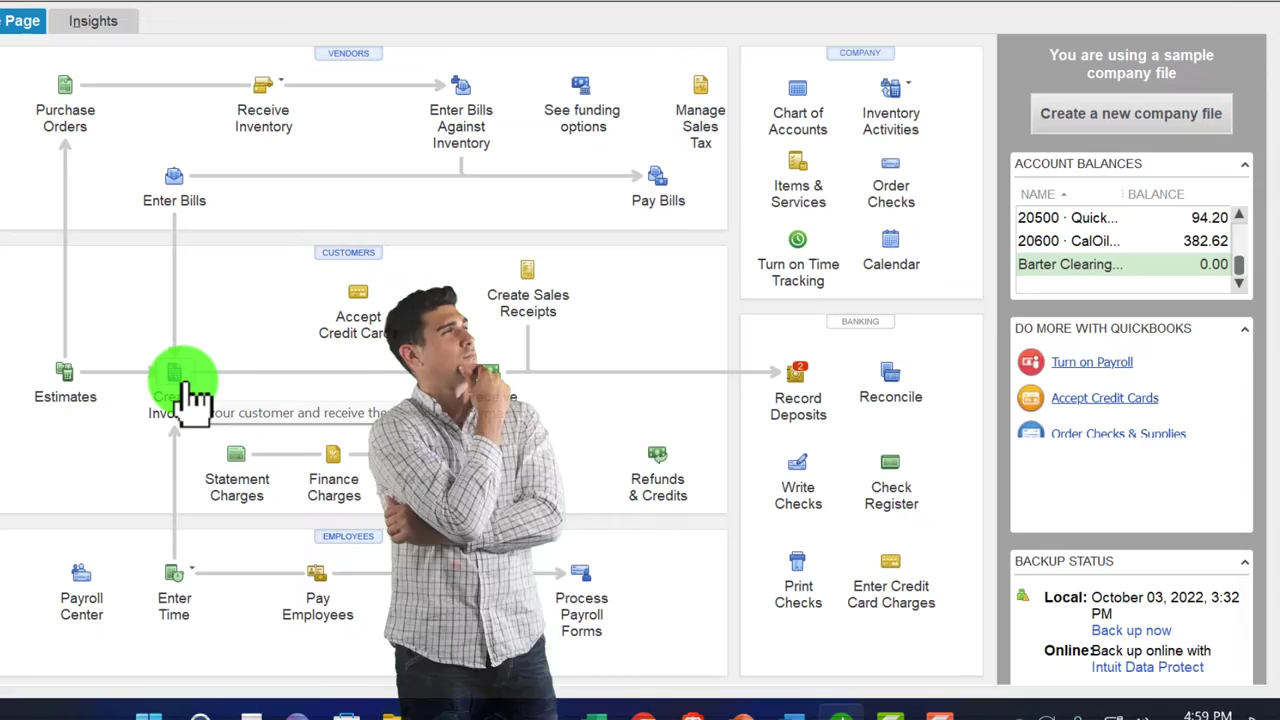 Page
Insights
VENDORS
Purchase
Orders
Receive
Inventory
Enter Bills
Against
Inventory
See funding
options
Manage
Sales
Tax
Enter Bills
Pay Bills
CUSTOMERS
Accept
Credit Car
Create Sales
Receipts
Estimates
your customer and receive the
Statement
Charges
Finance
Charges
Refunds
& Credits
EMPLOYEES
Payroll
Center
Enter
Time
Pay
Employees
Process
Payroll
Forms
COMPANY
Chart of
Accounts
Inventory
Activities
Items &
Services
Order
Checks
Turn on Time
Tracking
Calendar
BANKING
2
Record
Deposits
Reconcile
Write
Checks
Check
Register
Print
Checks
Enter Credit
Card Charges
You are using a sample
company file
Create a new company file
ACCOUNT BALANCES
NAME BALANCE
20500 · Quick... 94.20
20600 · CalOil... 382.62
Barter Clearing... 0.00
DO MORE WITH QUICKBOOKS
Turn on Payroll
Accept Credit Cards
Order Checks & Supplies
BACKUP STATUS
Local: October 03, 2022, 3:32
PM
Back up now
Online: Back up online with
Intuit Data Protect
4:59 PM